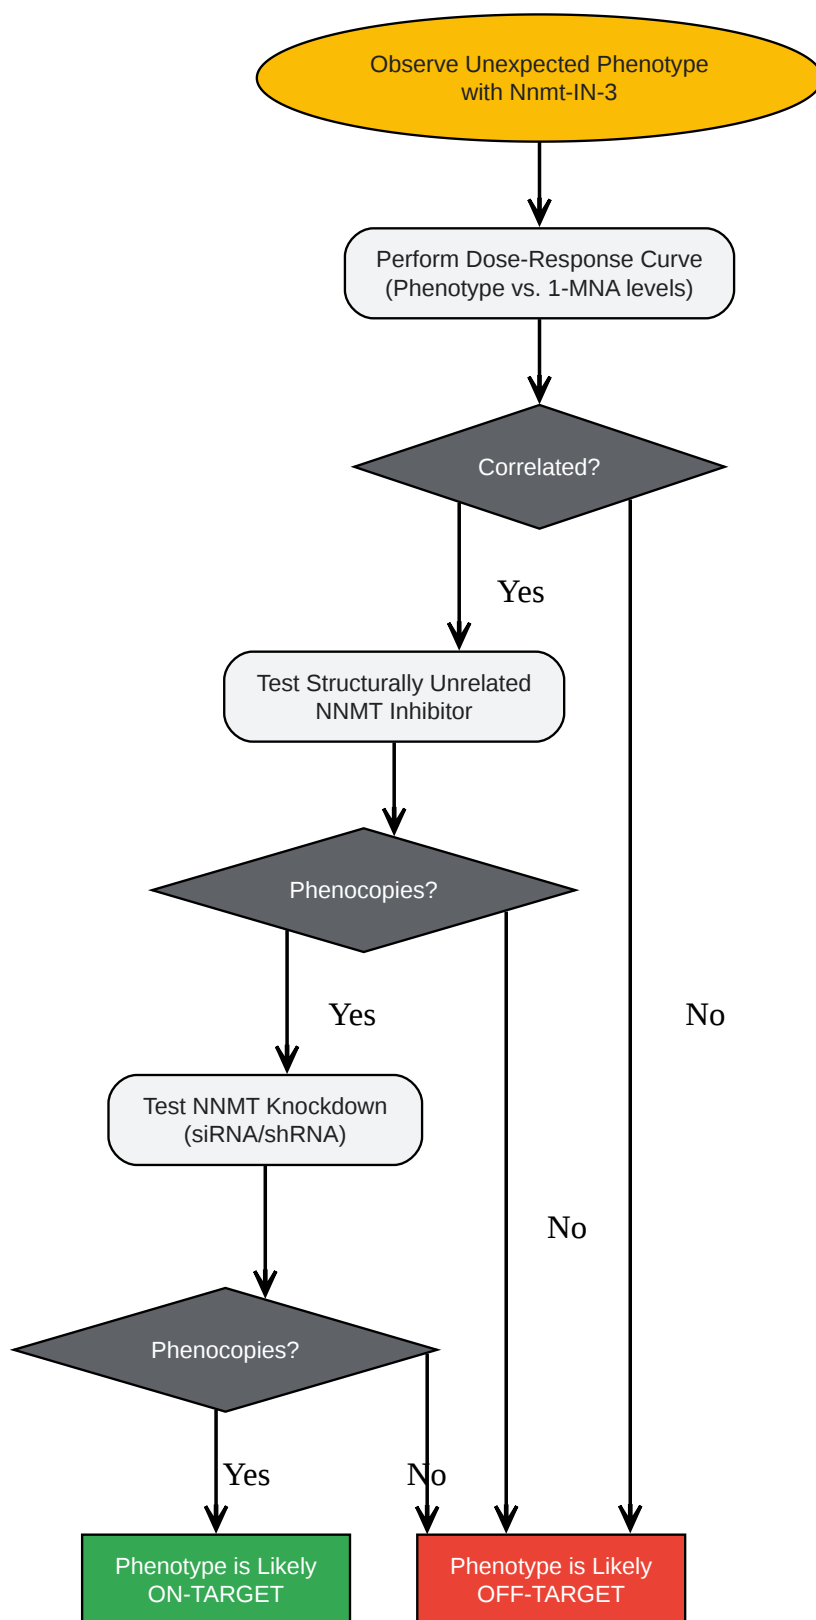 Observe Unexpected Phenotype
with Nnmt-IN-3
Perform Dose-Response Curve
(Phenotype vs. 1-MNA levels)
Correlated?
Yes
Test Structurally Unrelated
NNMT Inhibitor
Phenocopies?
Yes
No
Test NNMT Knockdown
(siRNA/shRNA)
No
Phenocopies?
Yes
No
Phenotype is Likely
ON-TARGET
Phenotype is Likely
OFF-TARGET